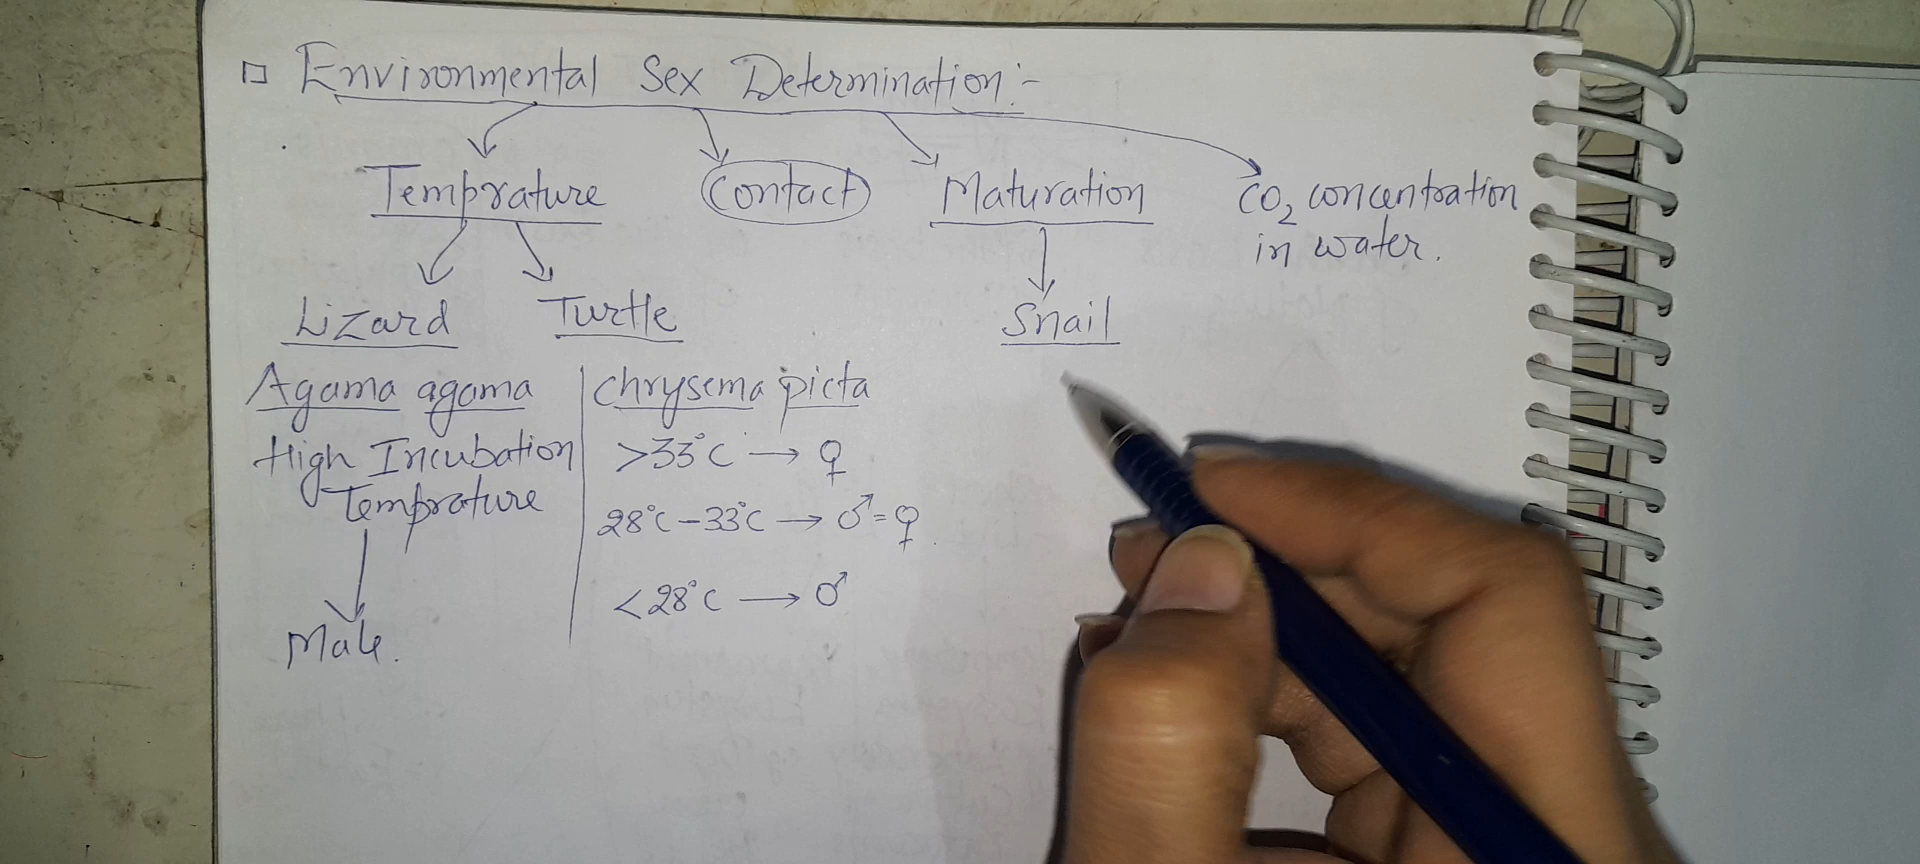 Environmental Sex Determination:-
Temprature Contact Maturation CO₂ concentration
in water.
Lizard Turtle Snail
Agama agama Chrysema picta
High Incubation >33°C → ♀
Temprature 28°C-33°C → ♂=♀
<28°C → ♂
Male.